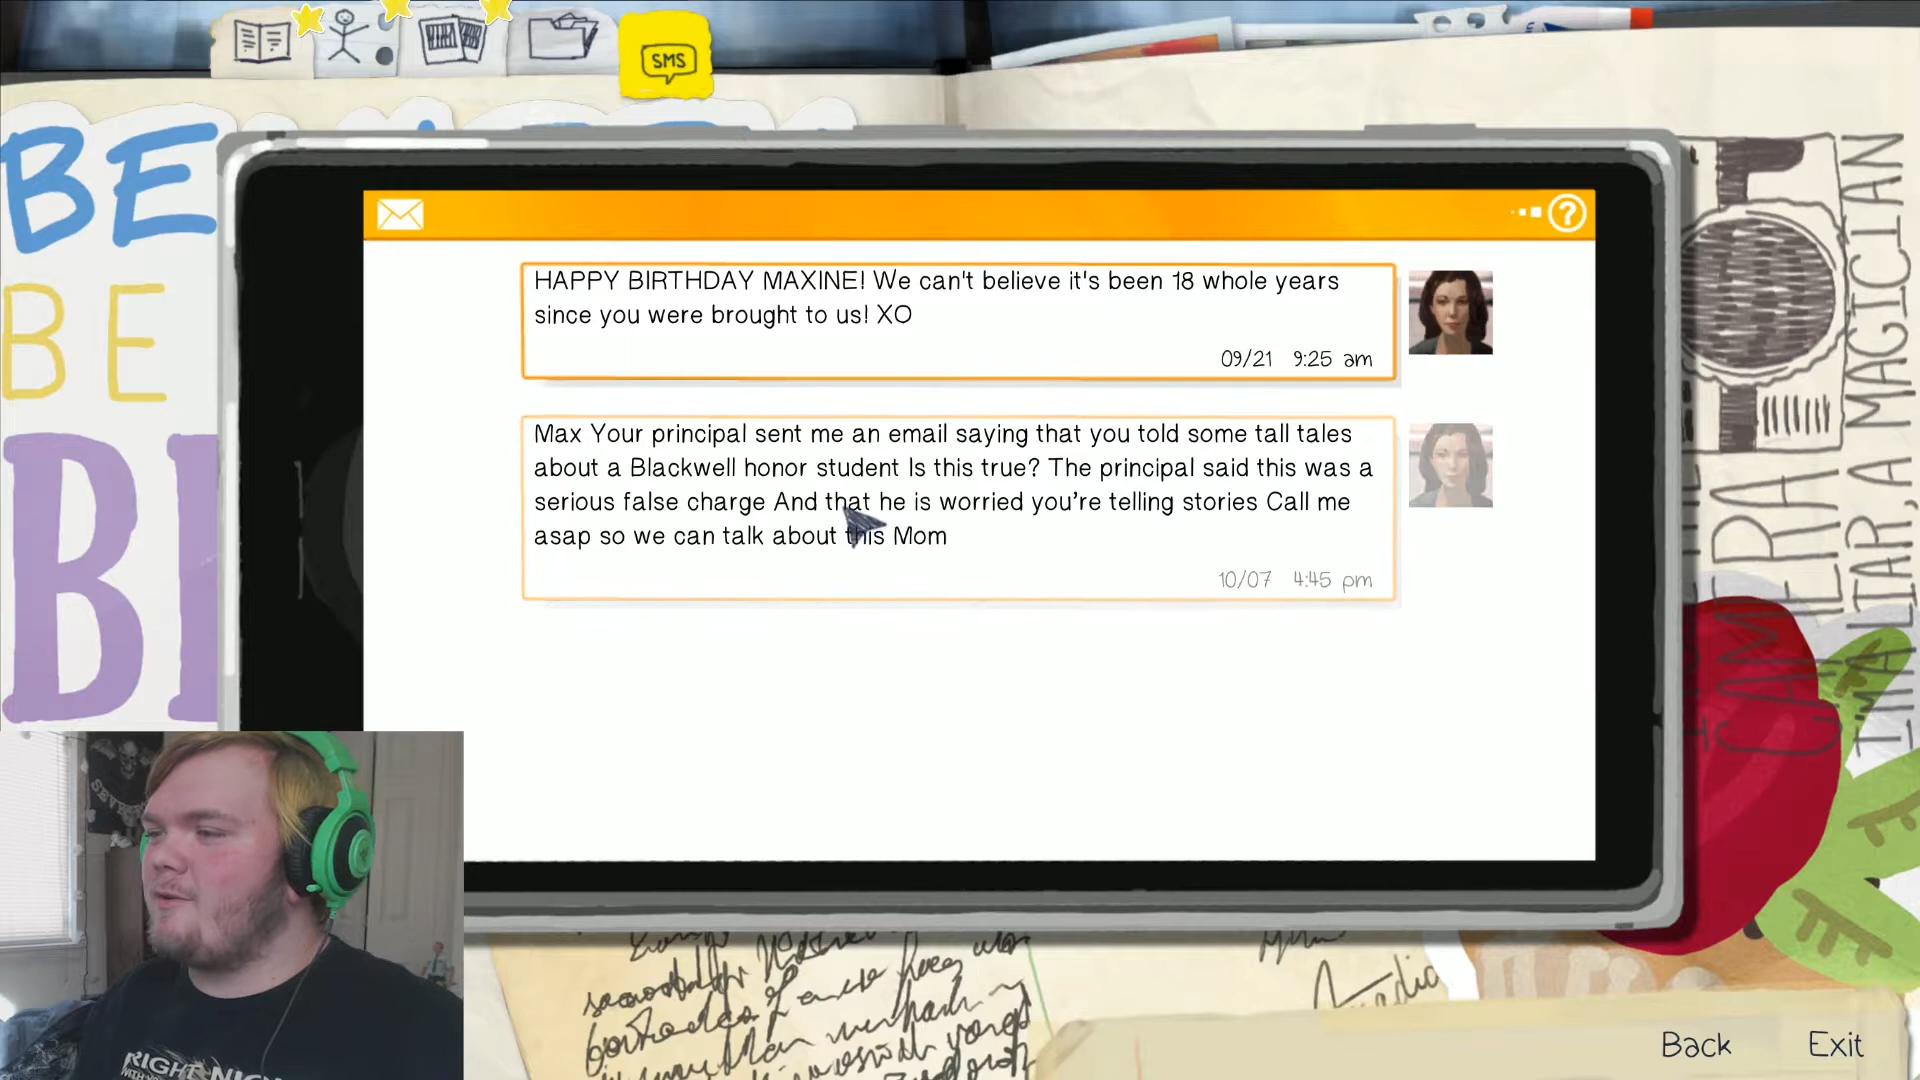 SMS
BE
BE
HAPPY BIRTHDAY MAXINE! We can't believe it's been 18 whole years
since you were brought to us! XO
09/21 9:25 am
Max Your principal sent me an email saying that you told some tall tales
about a Blackwell honor student Is this true? The principal said this was a
serious false charge And that he is worried you're telling stories Call me
asap so we can talk about this Mom
10/07 4:45 pm
CAMERA
I'M A LIAR, A MAGICIAN
RIGHT NIG
Back
Exit